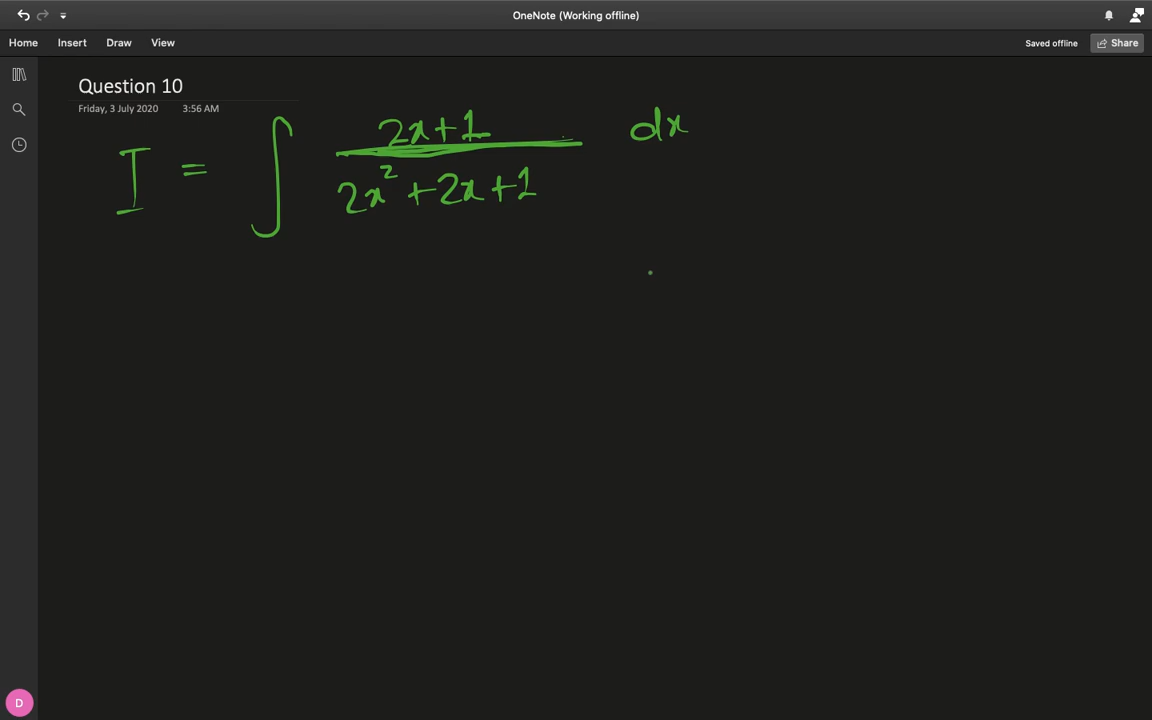 OneNote (Working offline)
Home Insert Draw View
Saved offline Share
Question 10
Friday, 3 July 2020 3:56 AM
I = ∫ (2x+1)/(2x²+2x+1) dx
D